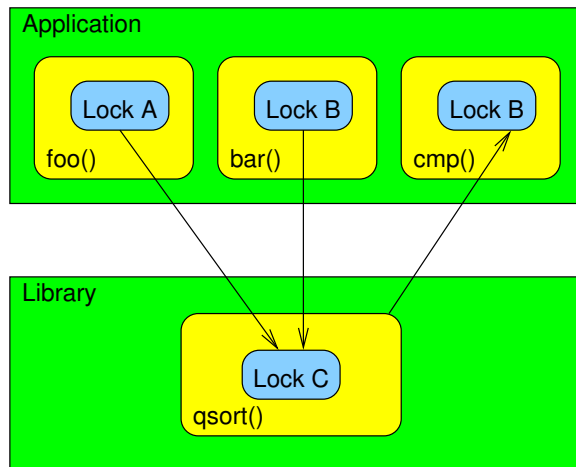 Application
Lock A
Lock B
Lock B
foo()
bar()
cmp()
Library
Lock C
qsort()